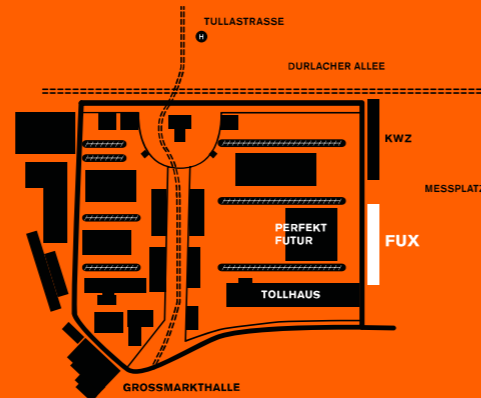 TULLASTRASSE
H
DURLACHER ALLEE
KWZ
MESSPLATZ
PERFEKT
FUTUR
FUX
TOLLHAUS
GROSSMARKTHALLE